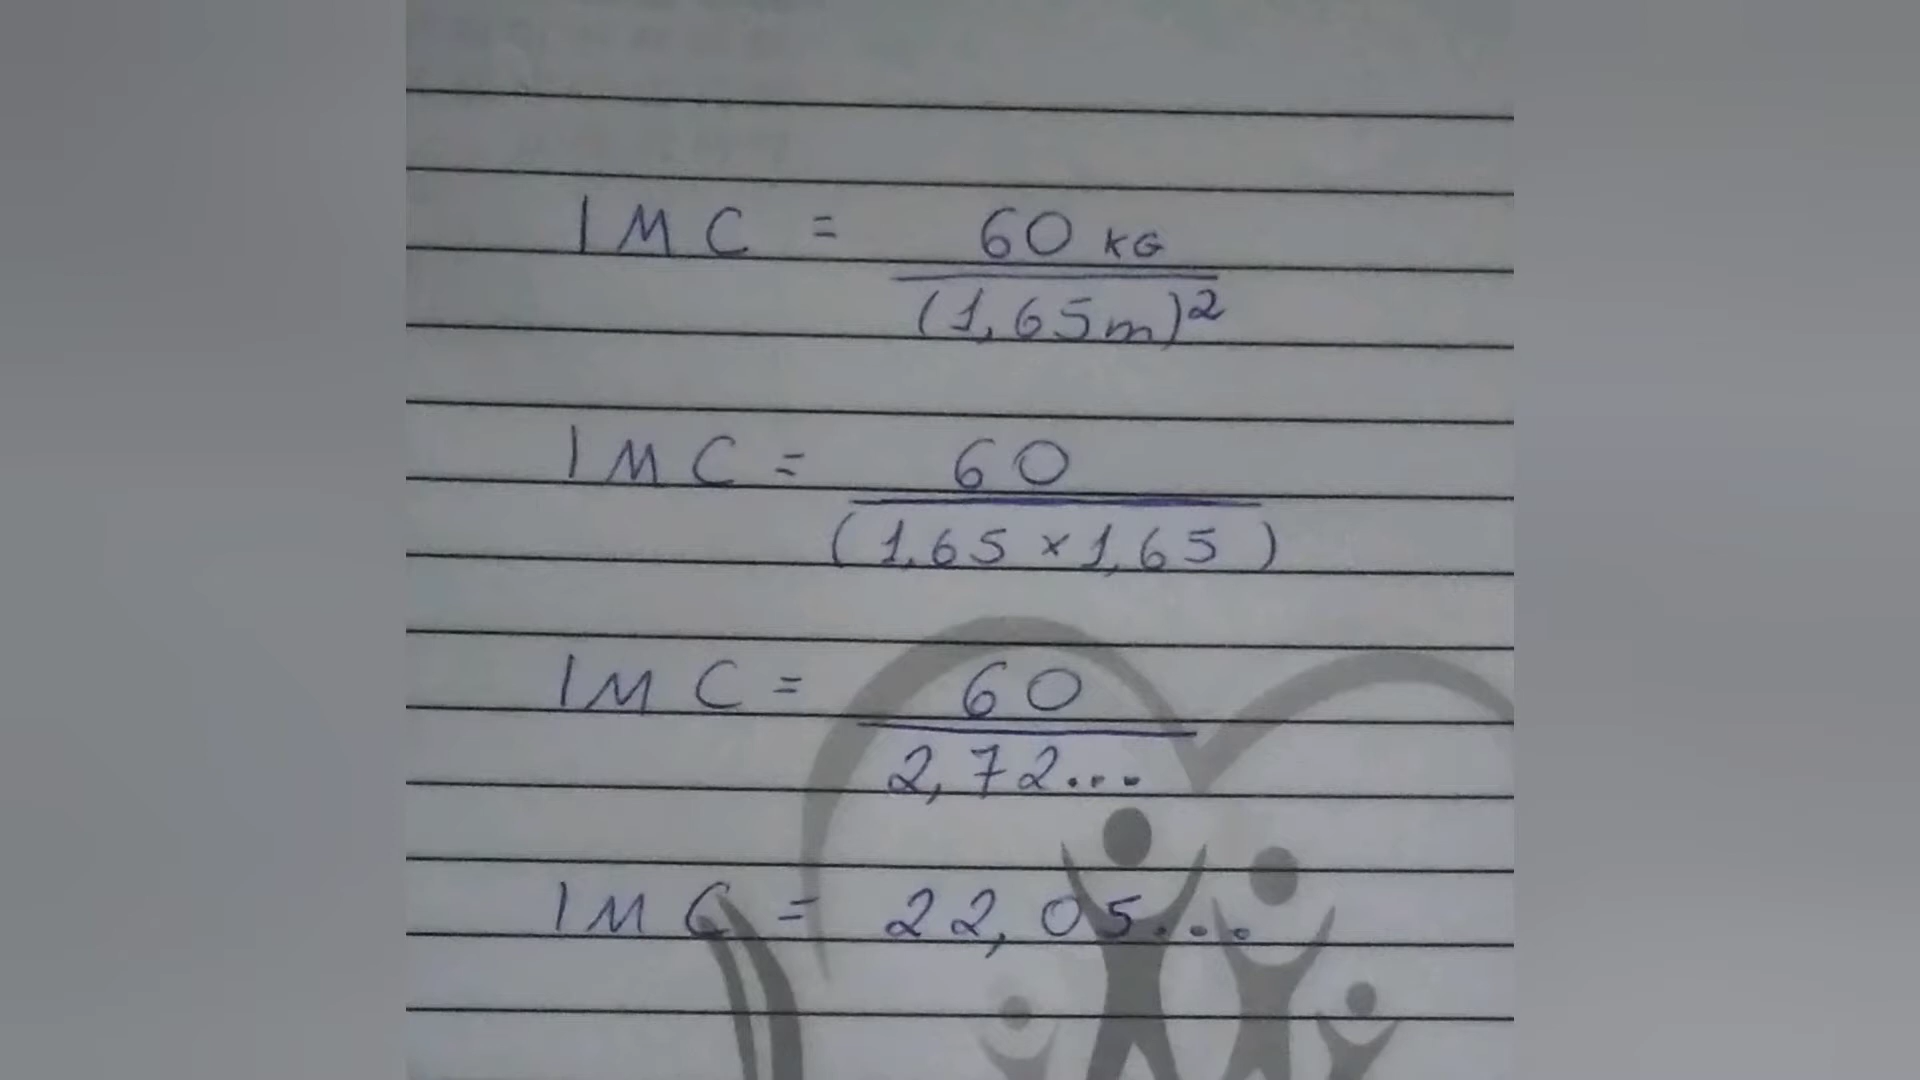 IMC = 60 KG
(1,65m)²
IMC = 60
(1,65 x 1,65)
IMC = 60
2,72...
IMC = 22,05...